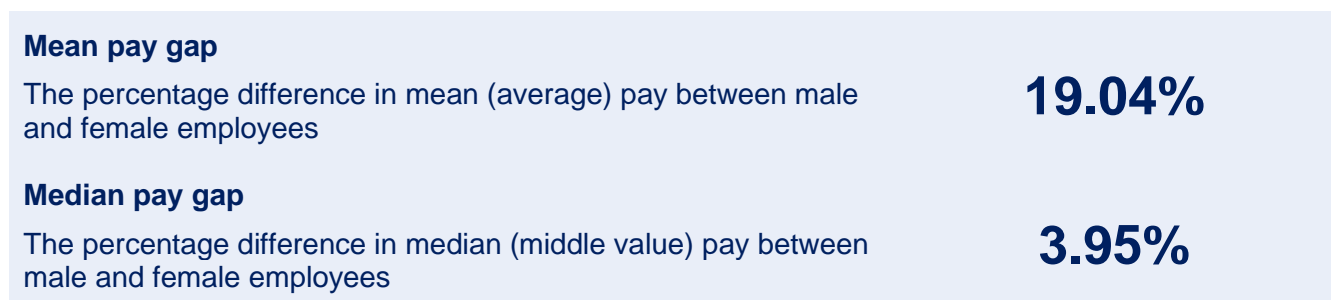 Mean pay gap
The percentage difference in mean (average) pay between male
and female employees
19.04%
Median pay gap
The percentage difference in median (middle value) pay between
male and female employees
3.95%